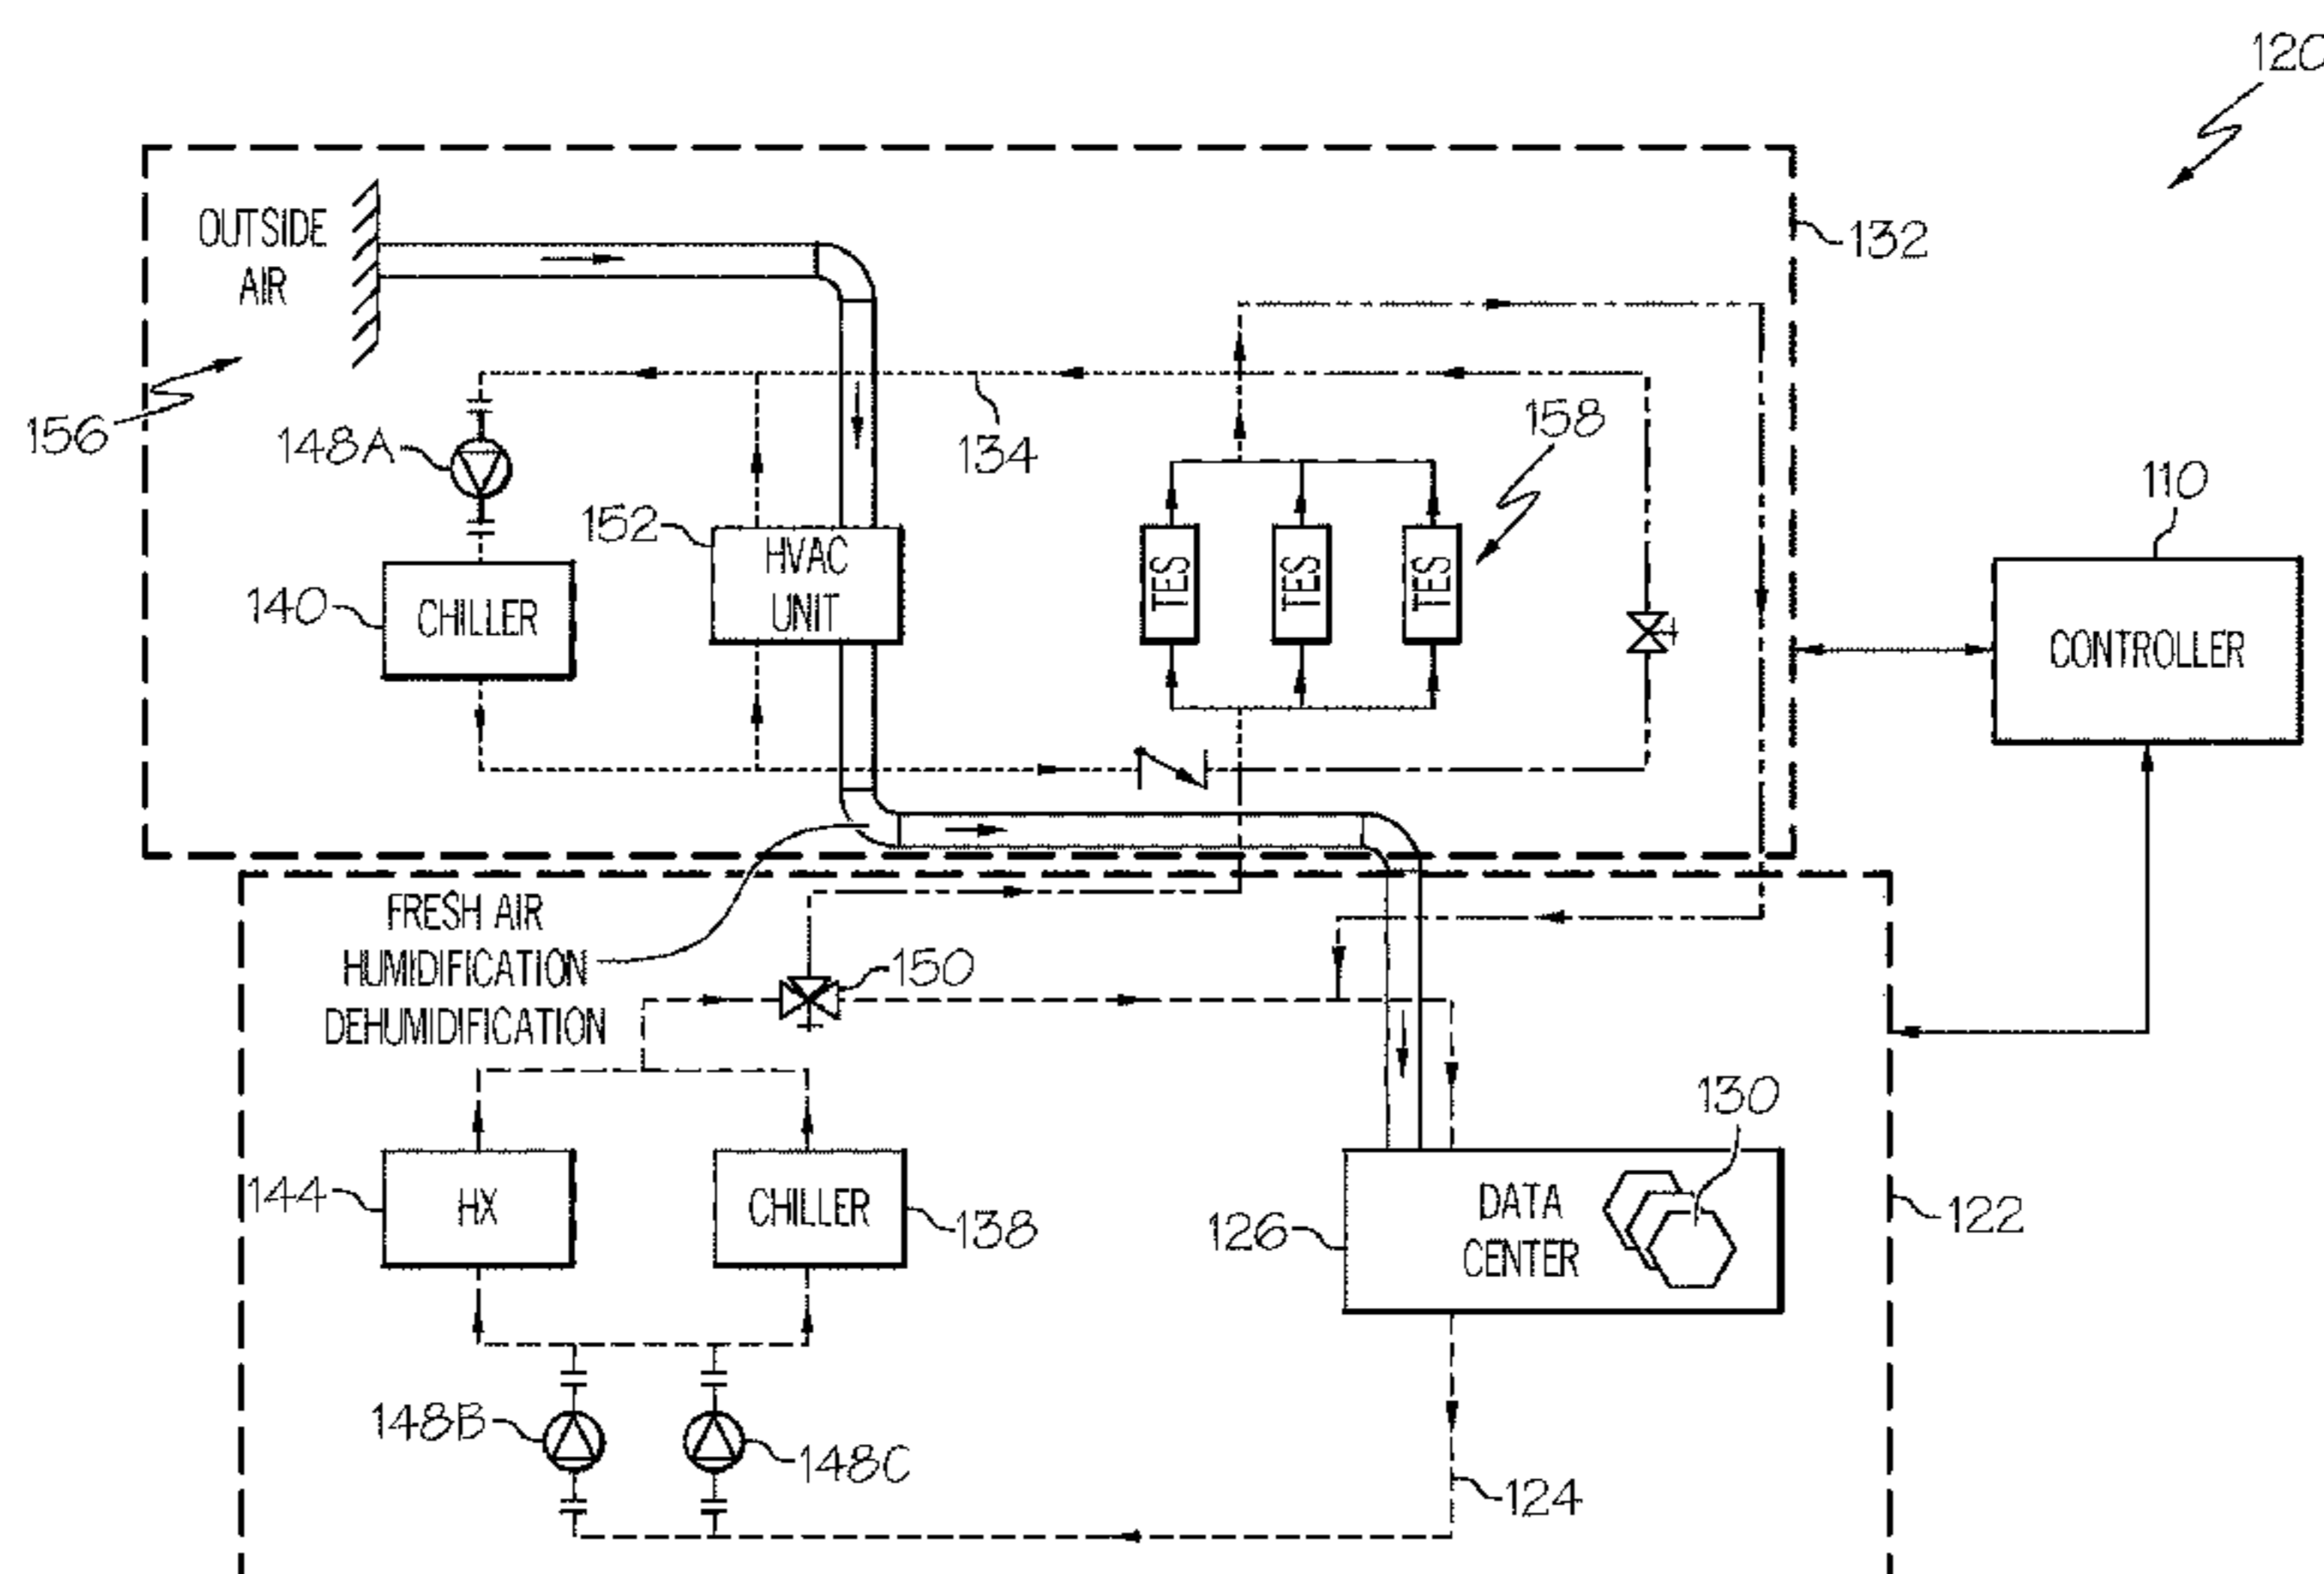 120
OUTSIDE
AIR
132
156
148A
134
158
110
152
HVAC
UNIT
TES
TES
TES
140
CHILLER
CONTROLLER
FRESH AIR
HUMIDIFICATION
DEHUMIDIFICATION
150
130
144
HX
CHILLER
138
126
DATA
CENTER
122
148B
148C
124